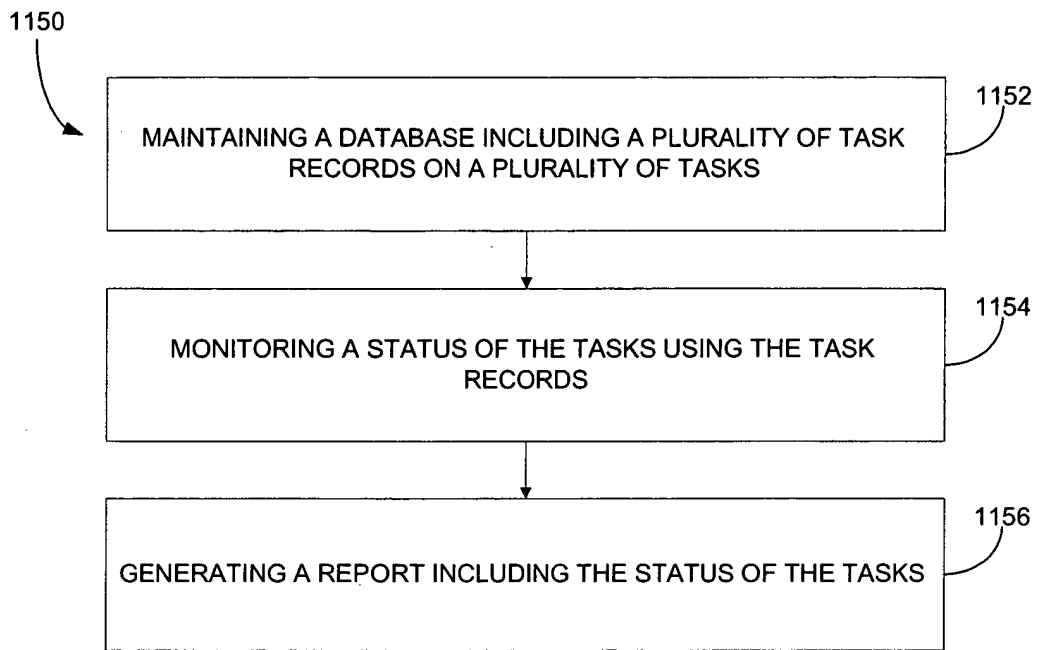 1150
1152
MAINTAINING A DATABASE INCLUDING A PLURALITY OF TASK
RECORDS ON A PLURALITY OF TASKS
1154
MONITORING A STATUS OF THE TASKS USING THE TASK
RECORDS
1156
GENERATING A REPORT INCLUDING THE STATUS OF THE TASKS